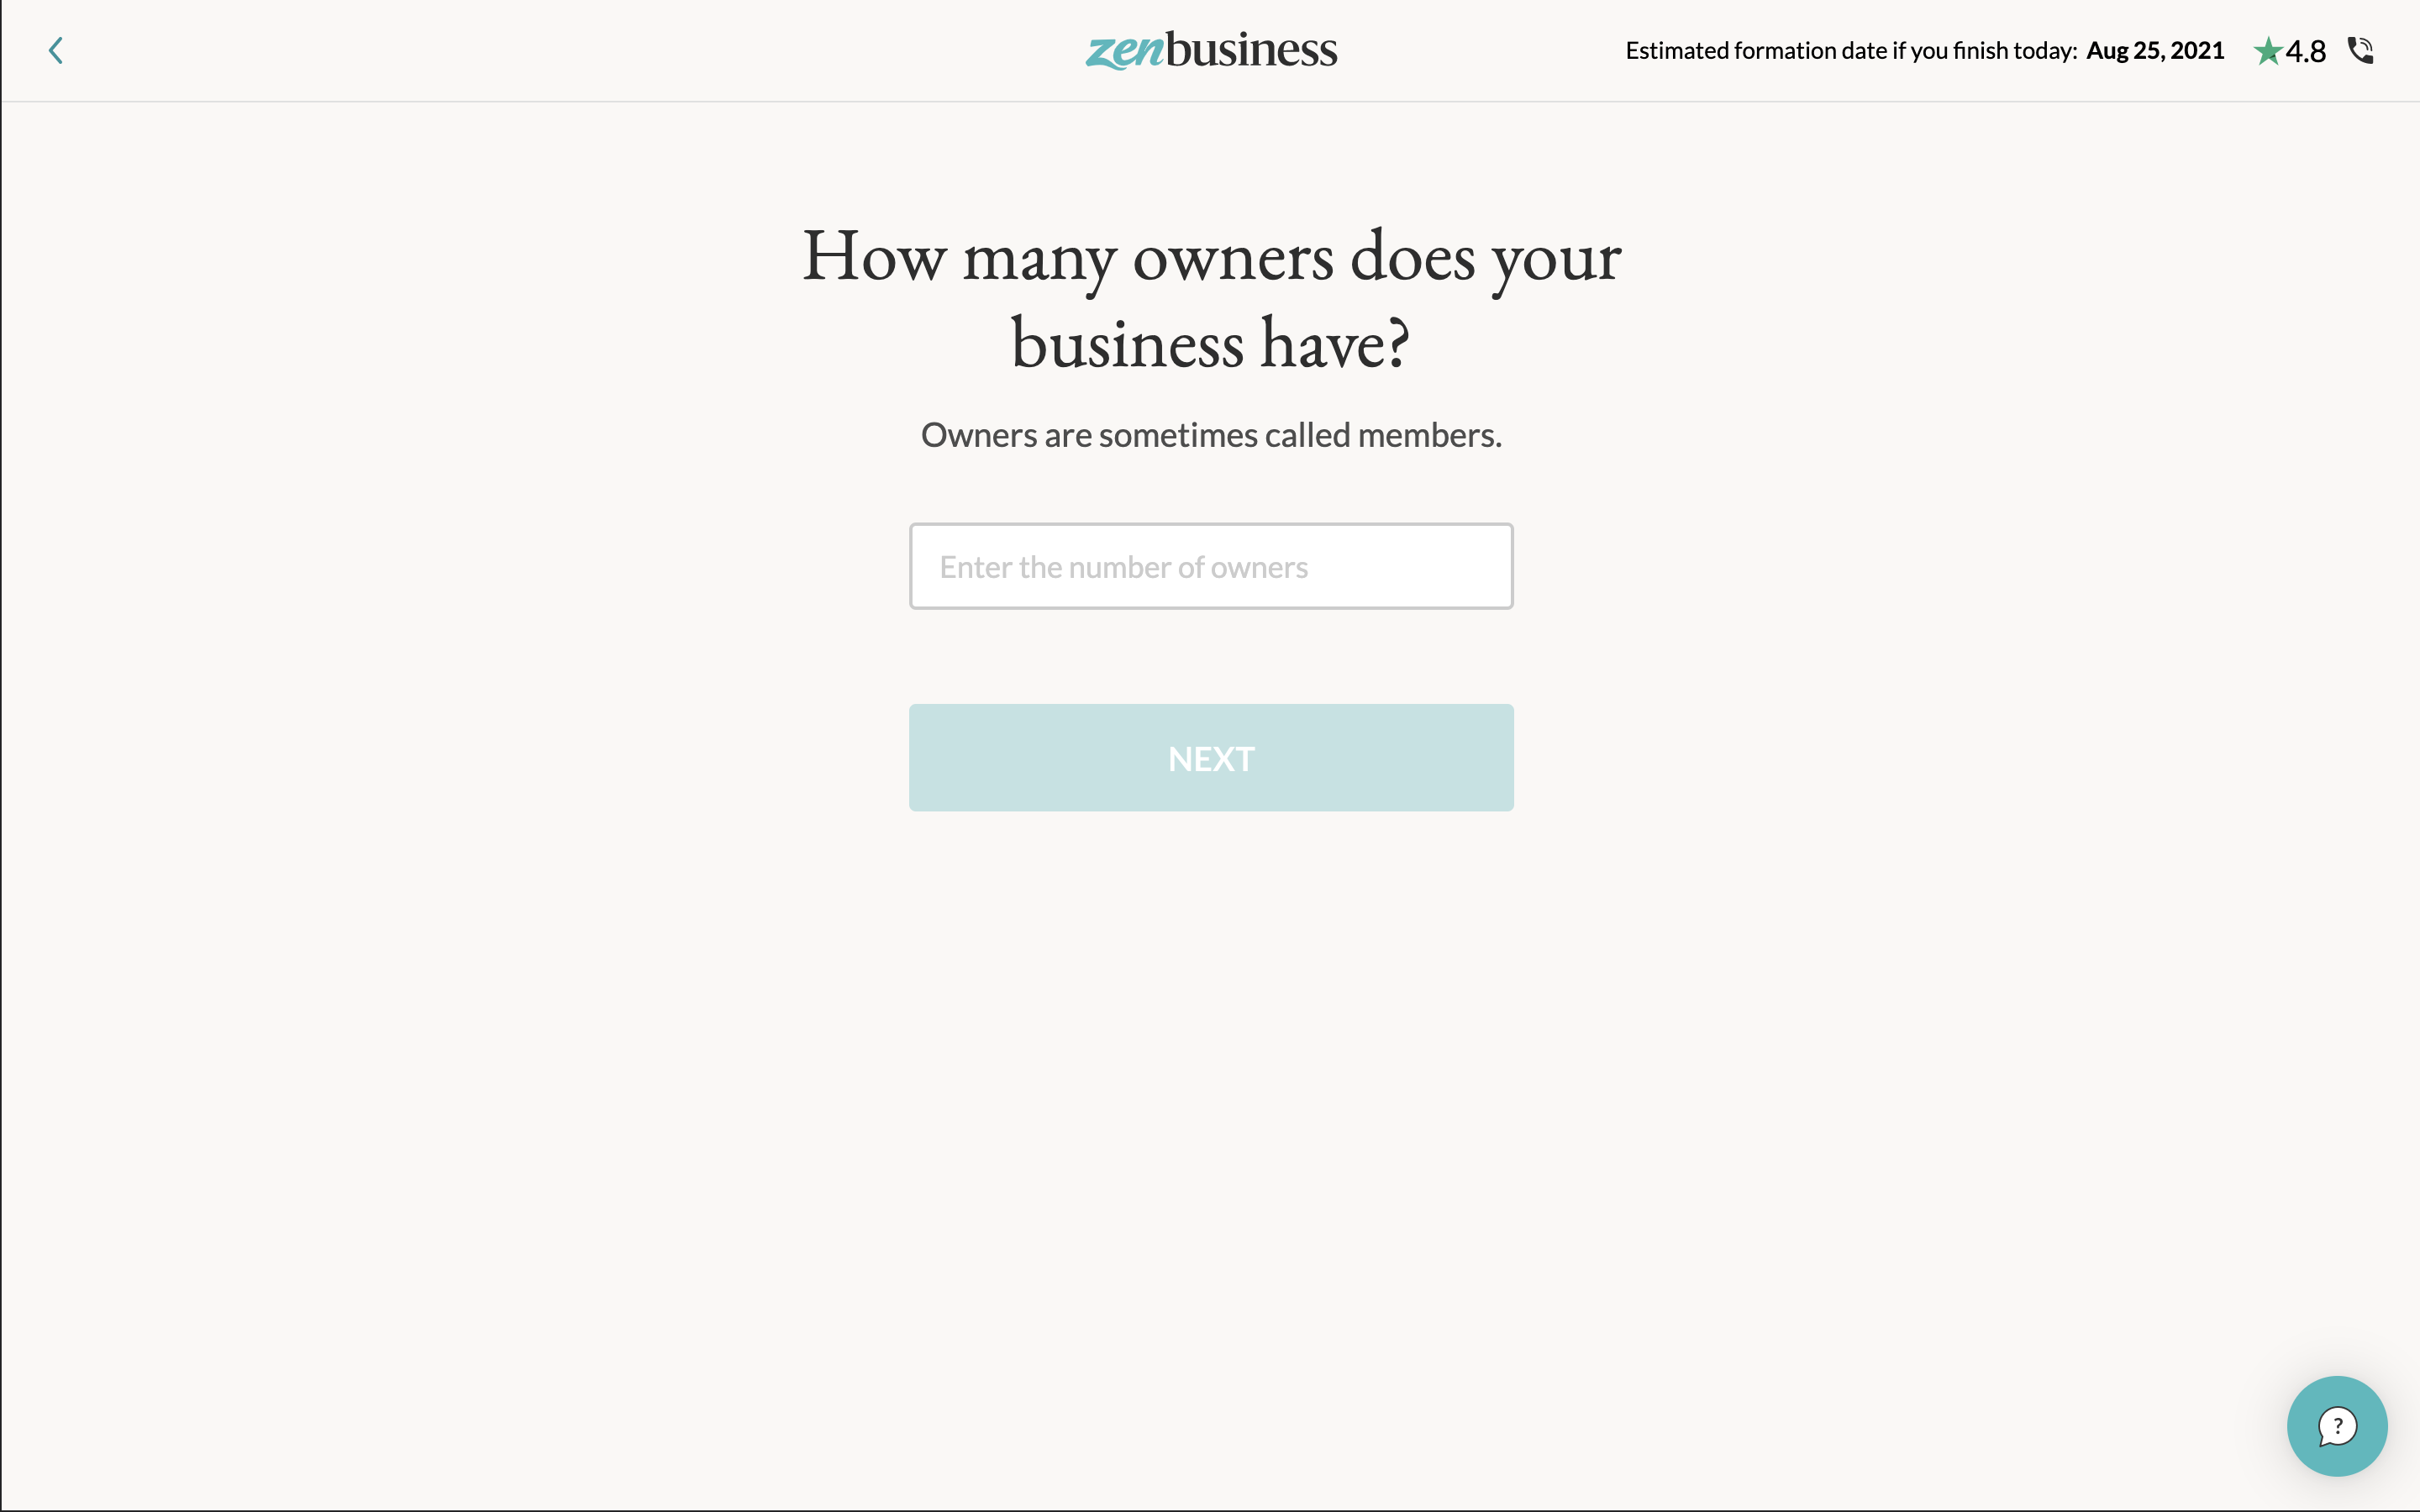 zenbusiness
Estimated formation date if you finish today: Aug 25, 2021
4.8
How many owners does your
business have?
Owners are sometimes called members.
Enter the number of owners
NEXT
?